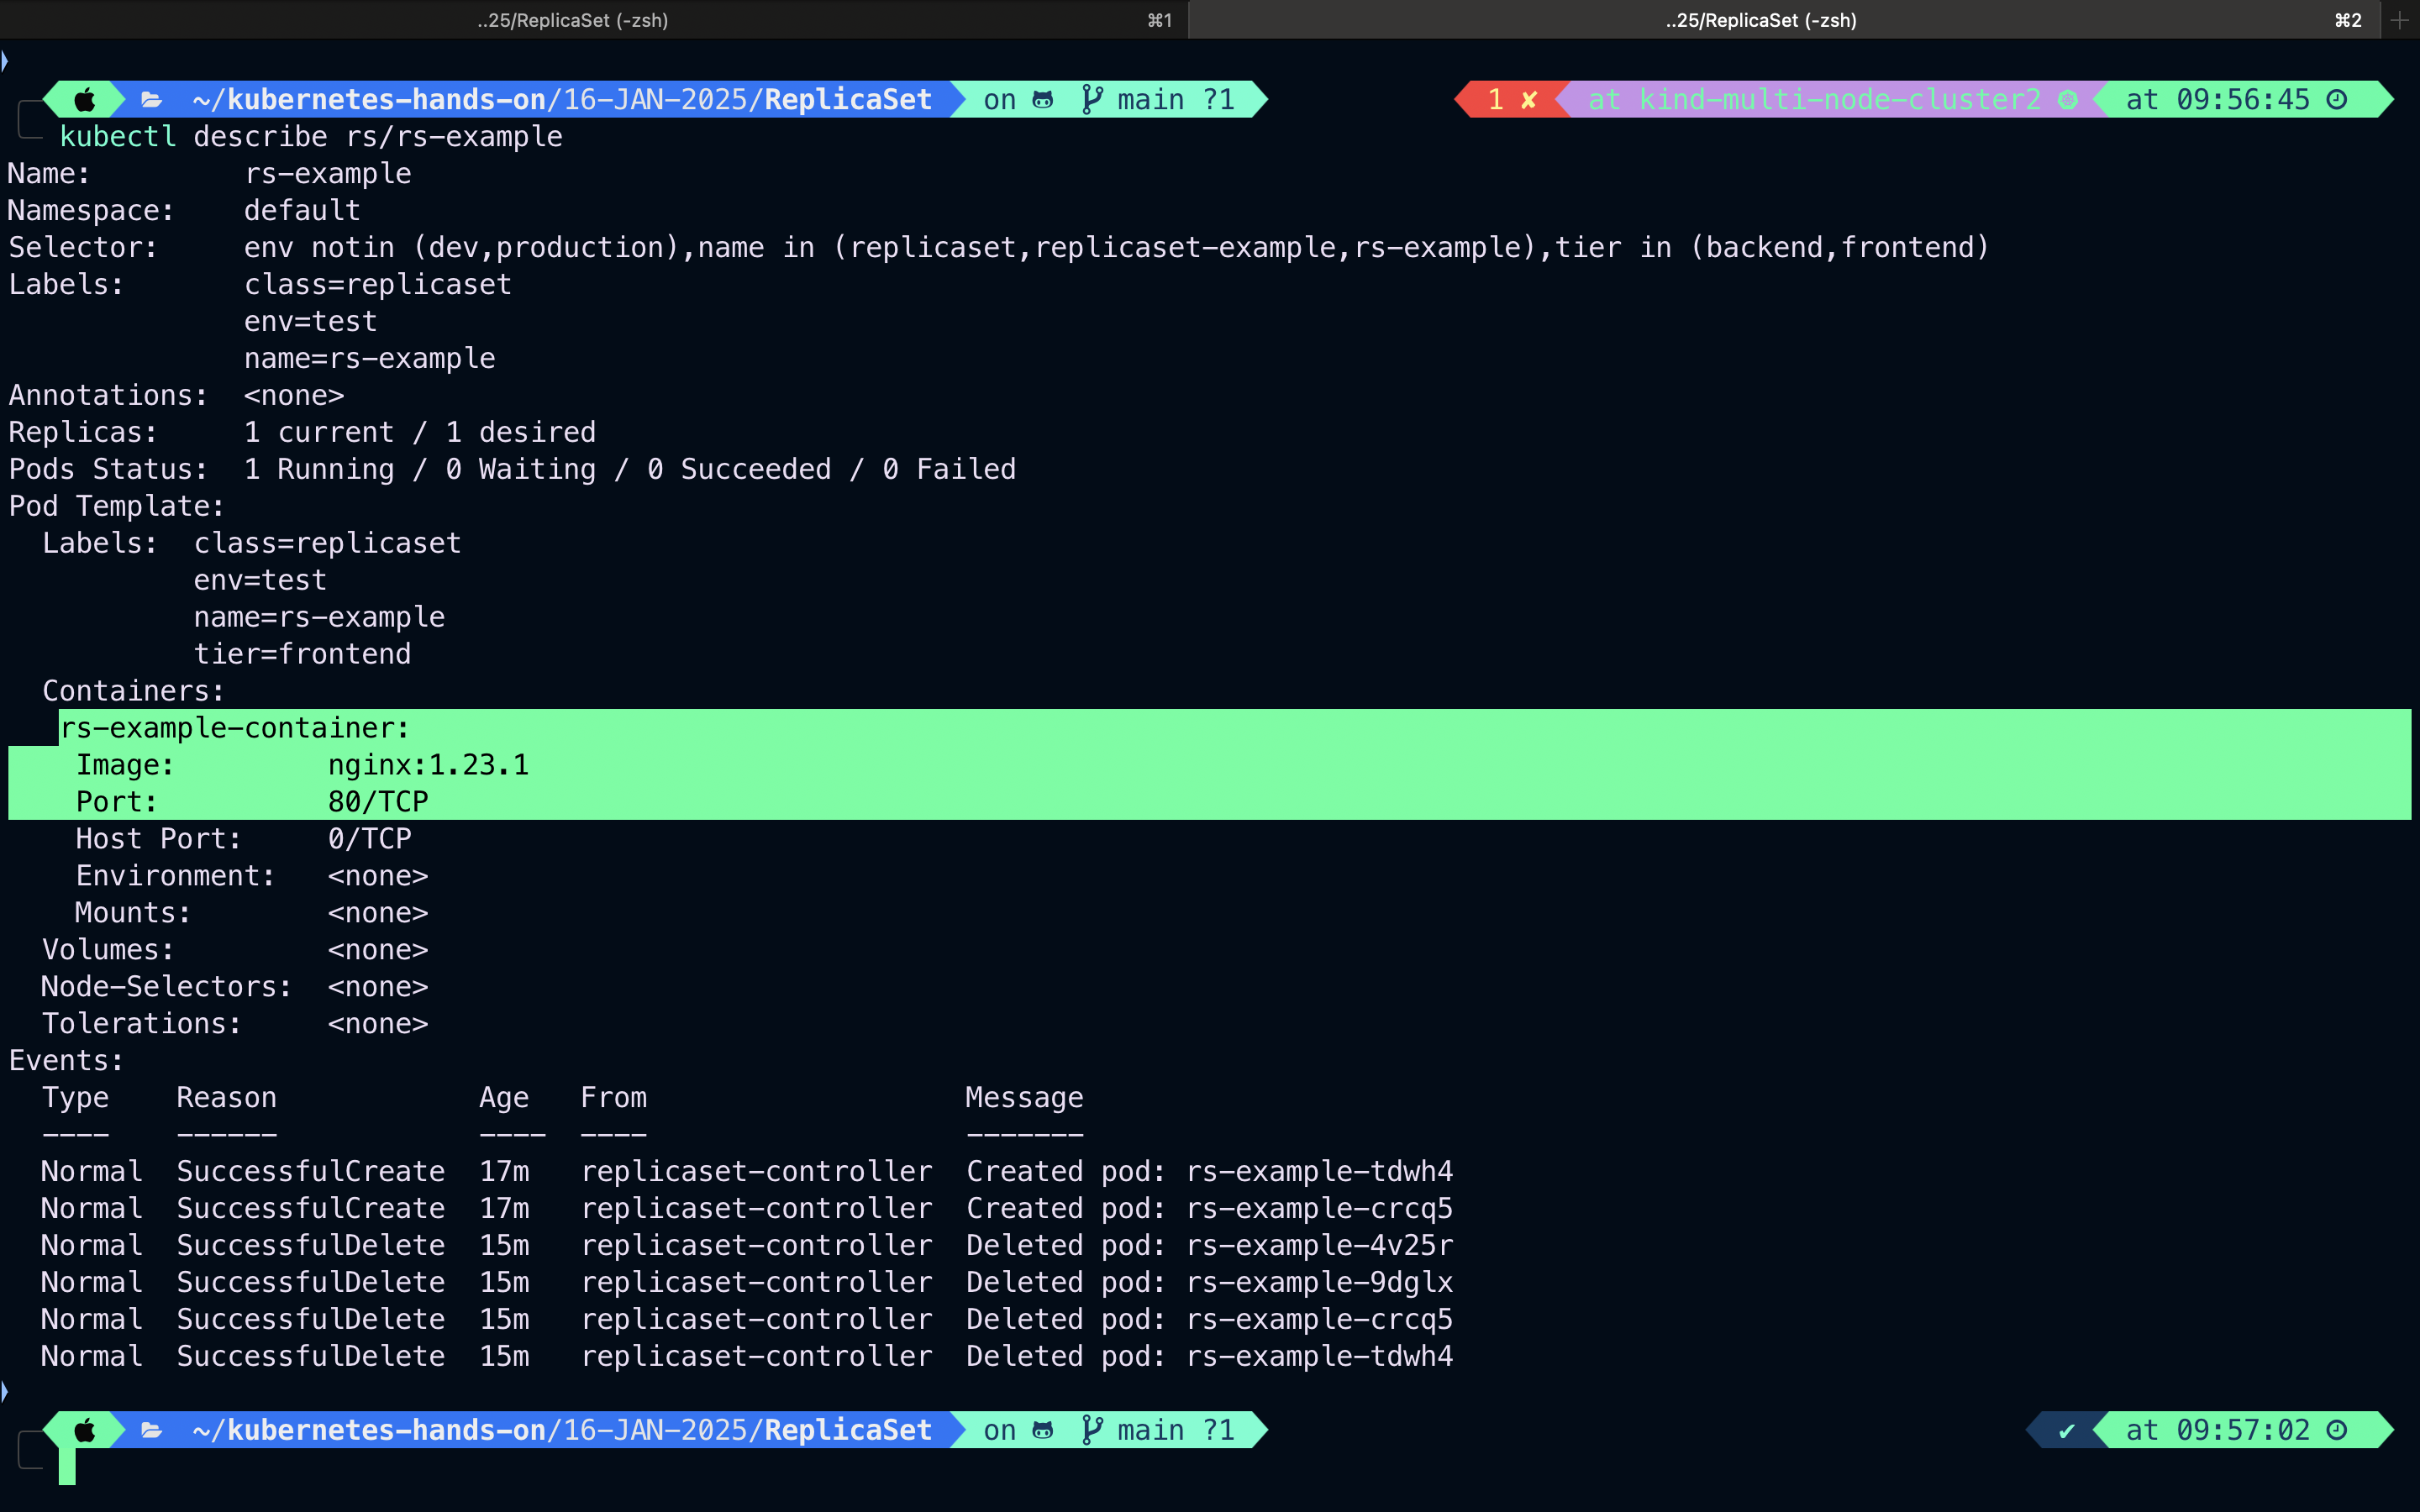 ..25/ReplicaSet (-zsh) ⌘1 ..25/ReplicaSet (-zsh) ⌘2 +
~/kubernetes-hands-on/16-JAN-2025/ReplicaSet on main ?1 1 ✘ at kind-multi-node-cluster2 at 09:56:45
kubectl describe rs/rs-example
Name:         rs-example
Namespace:    default
Selector:     env notin (dev,production),name in (replicaset,replicaset-example,rs-example),tier in (backend,frontend)
Labels:       class=replicaset
              env=test
              name=rs-example
Annotations:  <none>
Replicas:     1 current / 1 desired
Pods Status:  1 Running / 0 Waiting / 0 Succeeded / 0 Failed
Pod Template:
  Labels:  class=replicaset
           env=test
           name=rs-example
           tier=frontend
  Containers:
   rs-example-container:
    Image:         nginx:1.23.1
    Port:          80/TCP
    Host Port:     0/TCP
    Environment:   <none>
    Mounts:        <none>
  Volumes:         <none>
  Node-Selectors:  <none>
  Tolerations:     <none>
Events:
  Type    Reason            Age   From                   Message
  ----    ------            ----  ----                   -------
  Normal  SuccessfulCreate  17m   replicaset-controller  Created pod: rs-example-tdwh4
  Normal  SuccessfulCreate  17m   replicaset-controller  Created pod: rs-example-crcq5
  Normal  SuccessfulDelete  15m   replicaset-controller  Deleted pod: rs-example-4v25r
  Normal  SuccessfulDelete  15m   replicaset-controller  Deleted pod: rs-example-9dglx
  Normal  SuccessfulDelete  15m   replicaset-controller  Deleted pod: rs-example-crcq5
  Normal  SuccessfulDelete  15m   replicaset-controller  Deleted pod: rs-example-tdwh4
~/kubernetes-hands-on/16-JAN-2025/ReplicaSet on main ?1 ✔ at 09:57:02